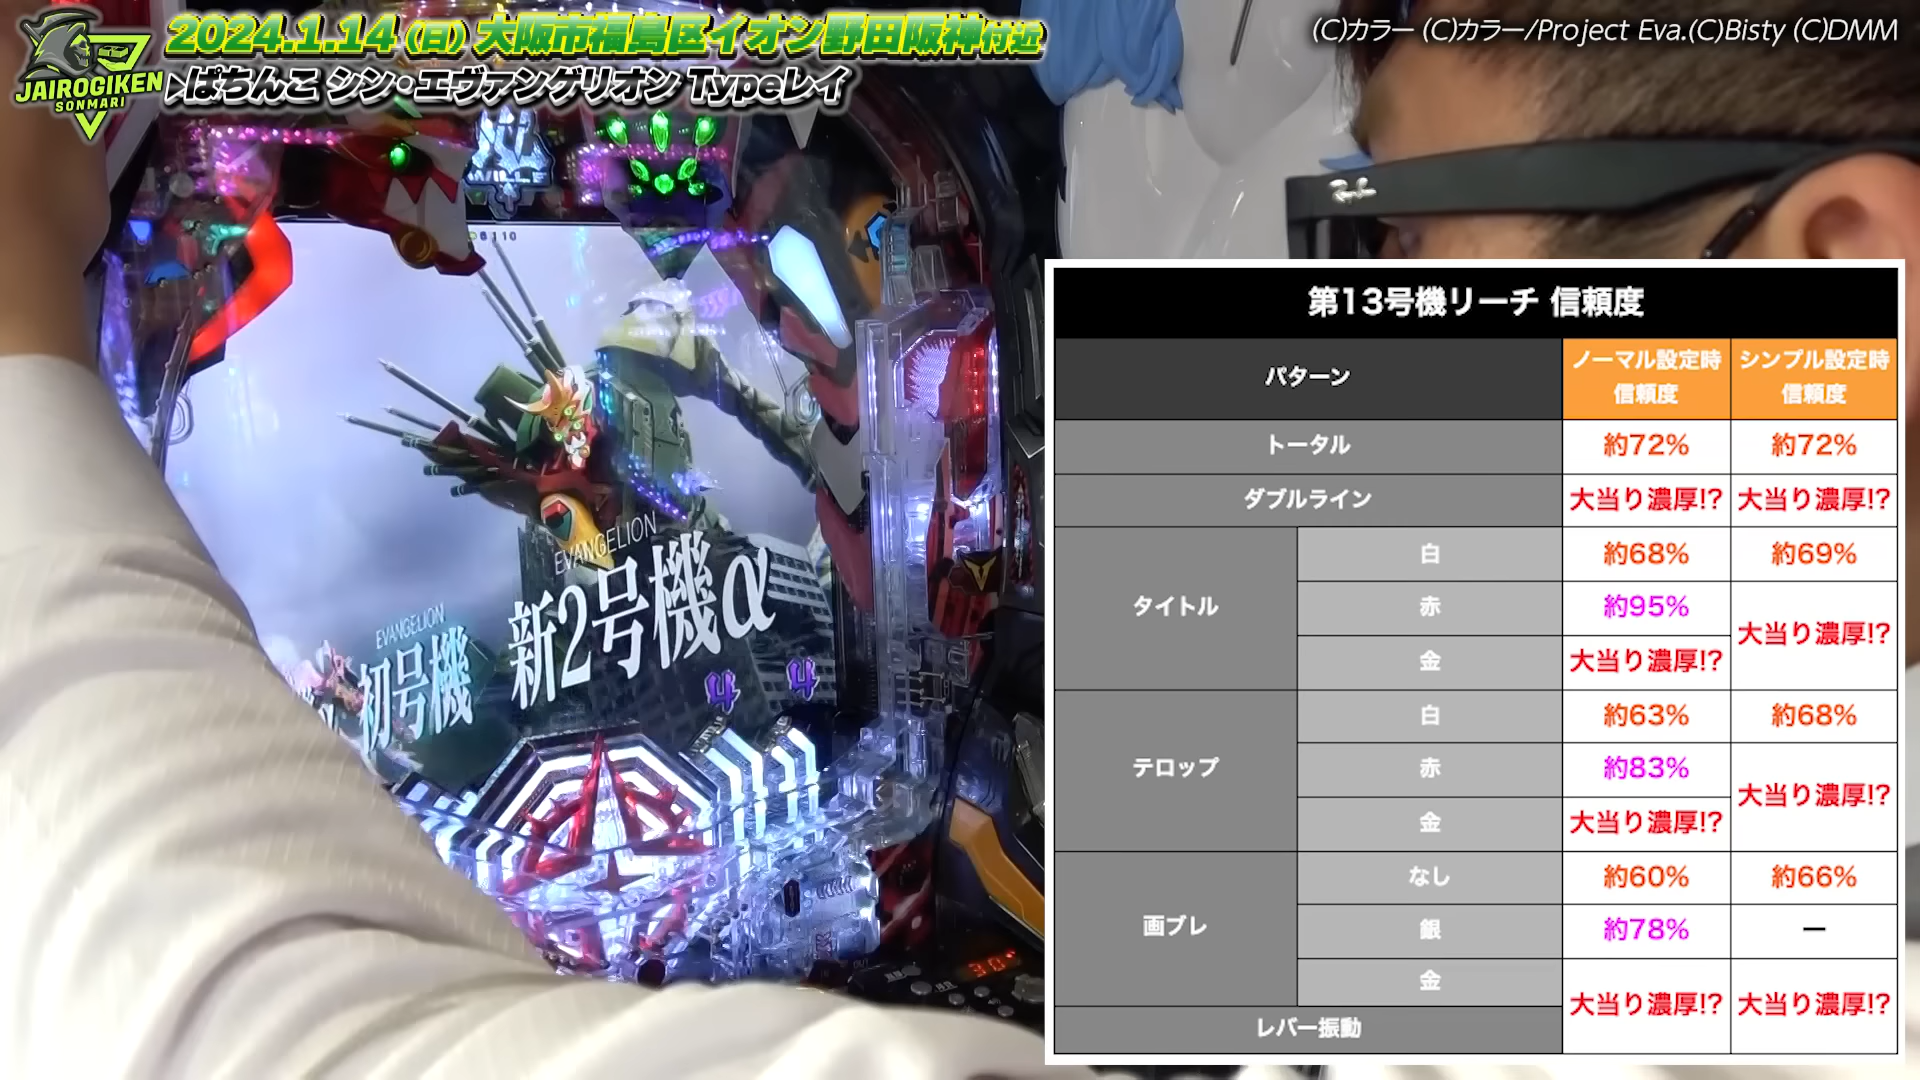 2024.1.14（日）大阪市福島区イオン野田阪神付近
▶ぱちんこ シン・エヴァンゲリオン Typeレイ
JAIROGIKEN
SONMARI
(C)カラー (C)カラー/Project Eva.(C)Bisty (C)DMM
WILLE
Ray-Ban
EVANGELION
新2号機α
EVANGELION
初号機
4 4
第13号機リーチ 信頼度
パターン ノーマル設定時信頼度 シンプル設定時信頼度
トータル 約72% 約72%
ダブルライン 大当り濃厚!? 大当り濃厚!?
タイトル 白 約68% 約69%
赤 約95% 大当り濃厚!?
金 大当り濃厚!?
テロップ 白 約63% 約68%
赤 約83% 大当り濃厚!?
金 大当り濃厚!?
画ブレ なし 約60% 約66%
銀 約78% ー
金 大当り濃厚!? 大当り濃厚!?
レバー振動